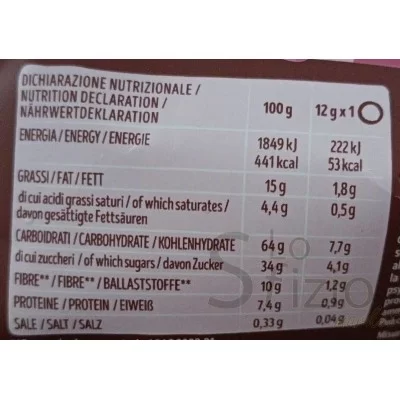 DICHIARAZIONE NUTRIZIONALE /
NUTRITION DECLARATION /
NÄHRWERTDEKLARATION 100 g 12 g x 1
ENERGIA / ENERGY / ENERGIE 1849 kJ 222 kJ
441 kcal 53 kcal
GRASSI / FAT / FETT 15 g 1,8 g
di cui acidi grassi saturi / of which saturates / 4,4 g 0,5 g
davon gesättigte Fettsäuren
CARBOIDRATI / CARBOHYDRATE / KOHLENHYDRATE 64 g 7,7 g
di cui zuccheri / of which sugars / davon Zucker 34 g 4,1 g
FIBRE** / FIBRE** / BALLASTSTOFFE** 10 g 1,2 g
PROTEINE / PROTEIN / EIWEIß 7,4 g 0,9 g
SALE / SALT / SALZ 0,33 g 0,04 g
Lo
Sfizio